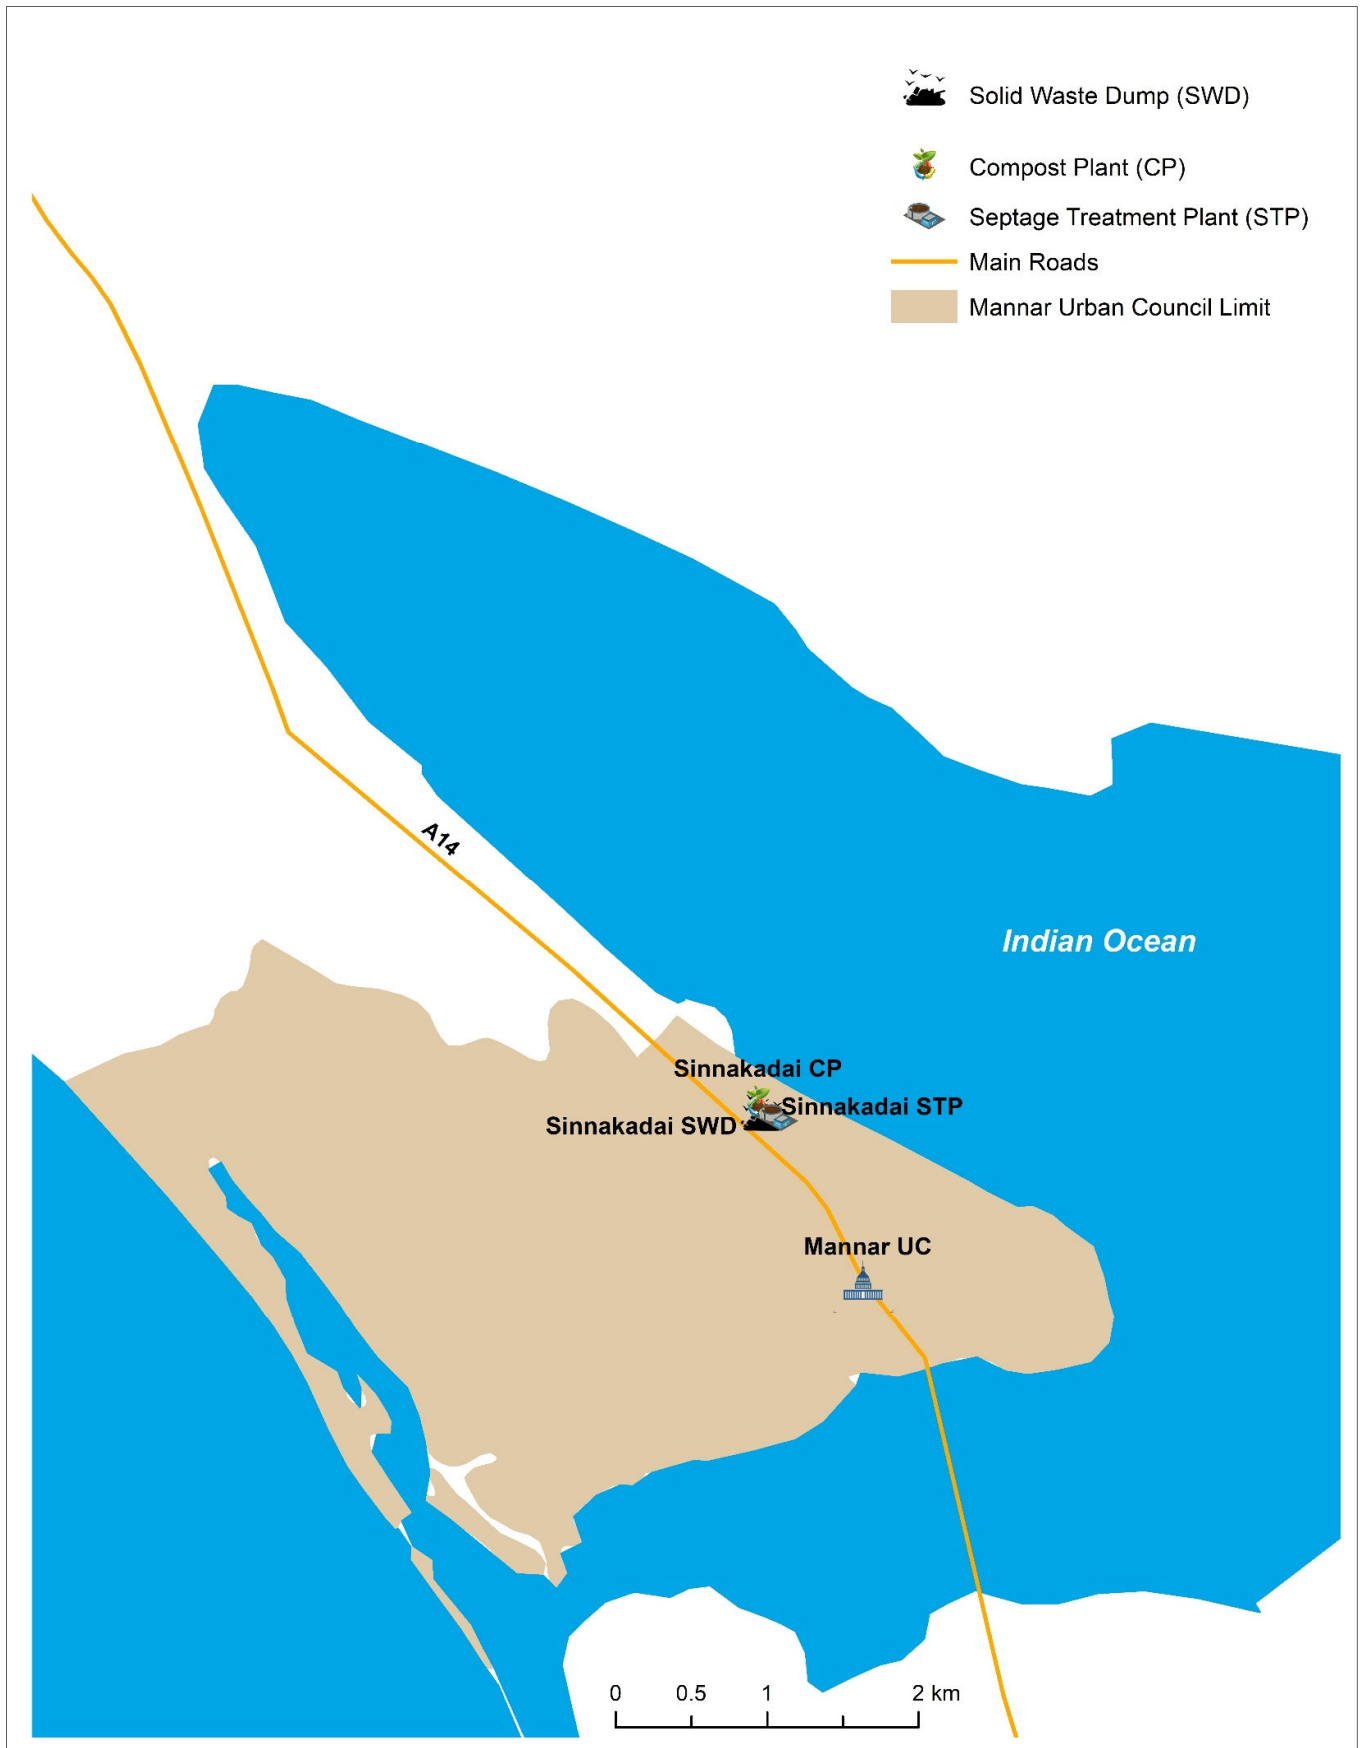 Solid Waste Dump (SWD)
Compost Plant (CP)
Septage Treatment Plant (STP)
Main Roads
Mannar Urban Council Limit
A14
Indian Ocean
Sinnakadai CP
Sinnakadai STP
Sinnakadai SWD
Mannar UC
0 0.5 1 2 km